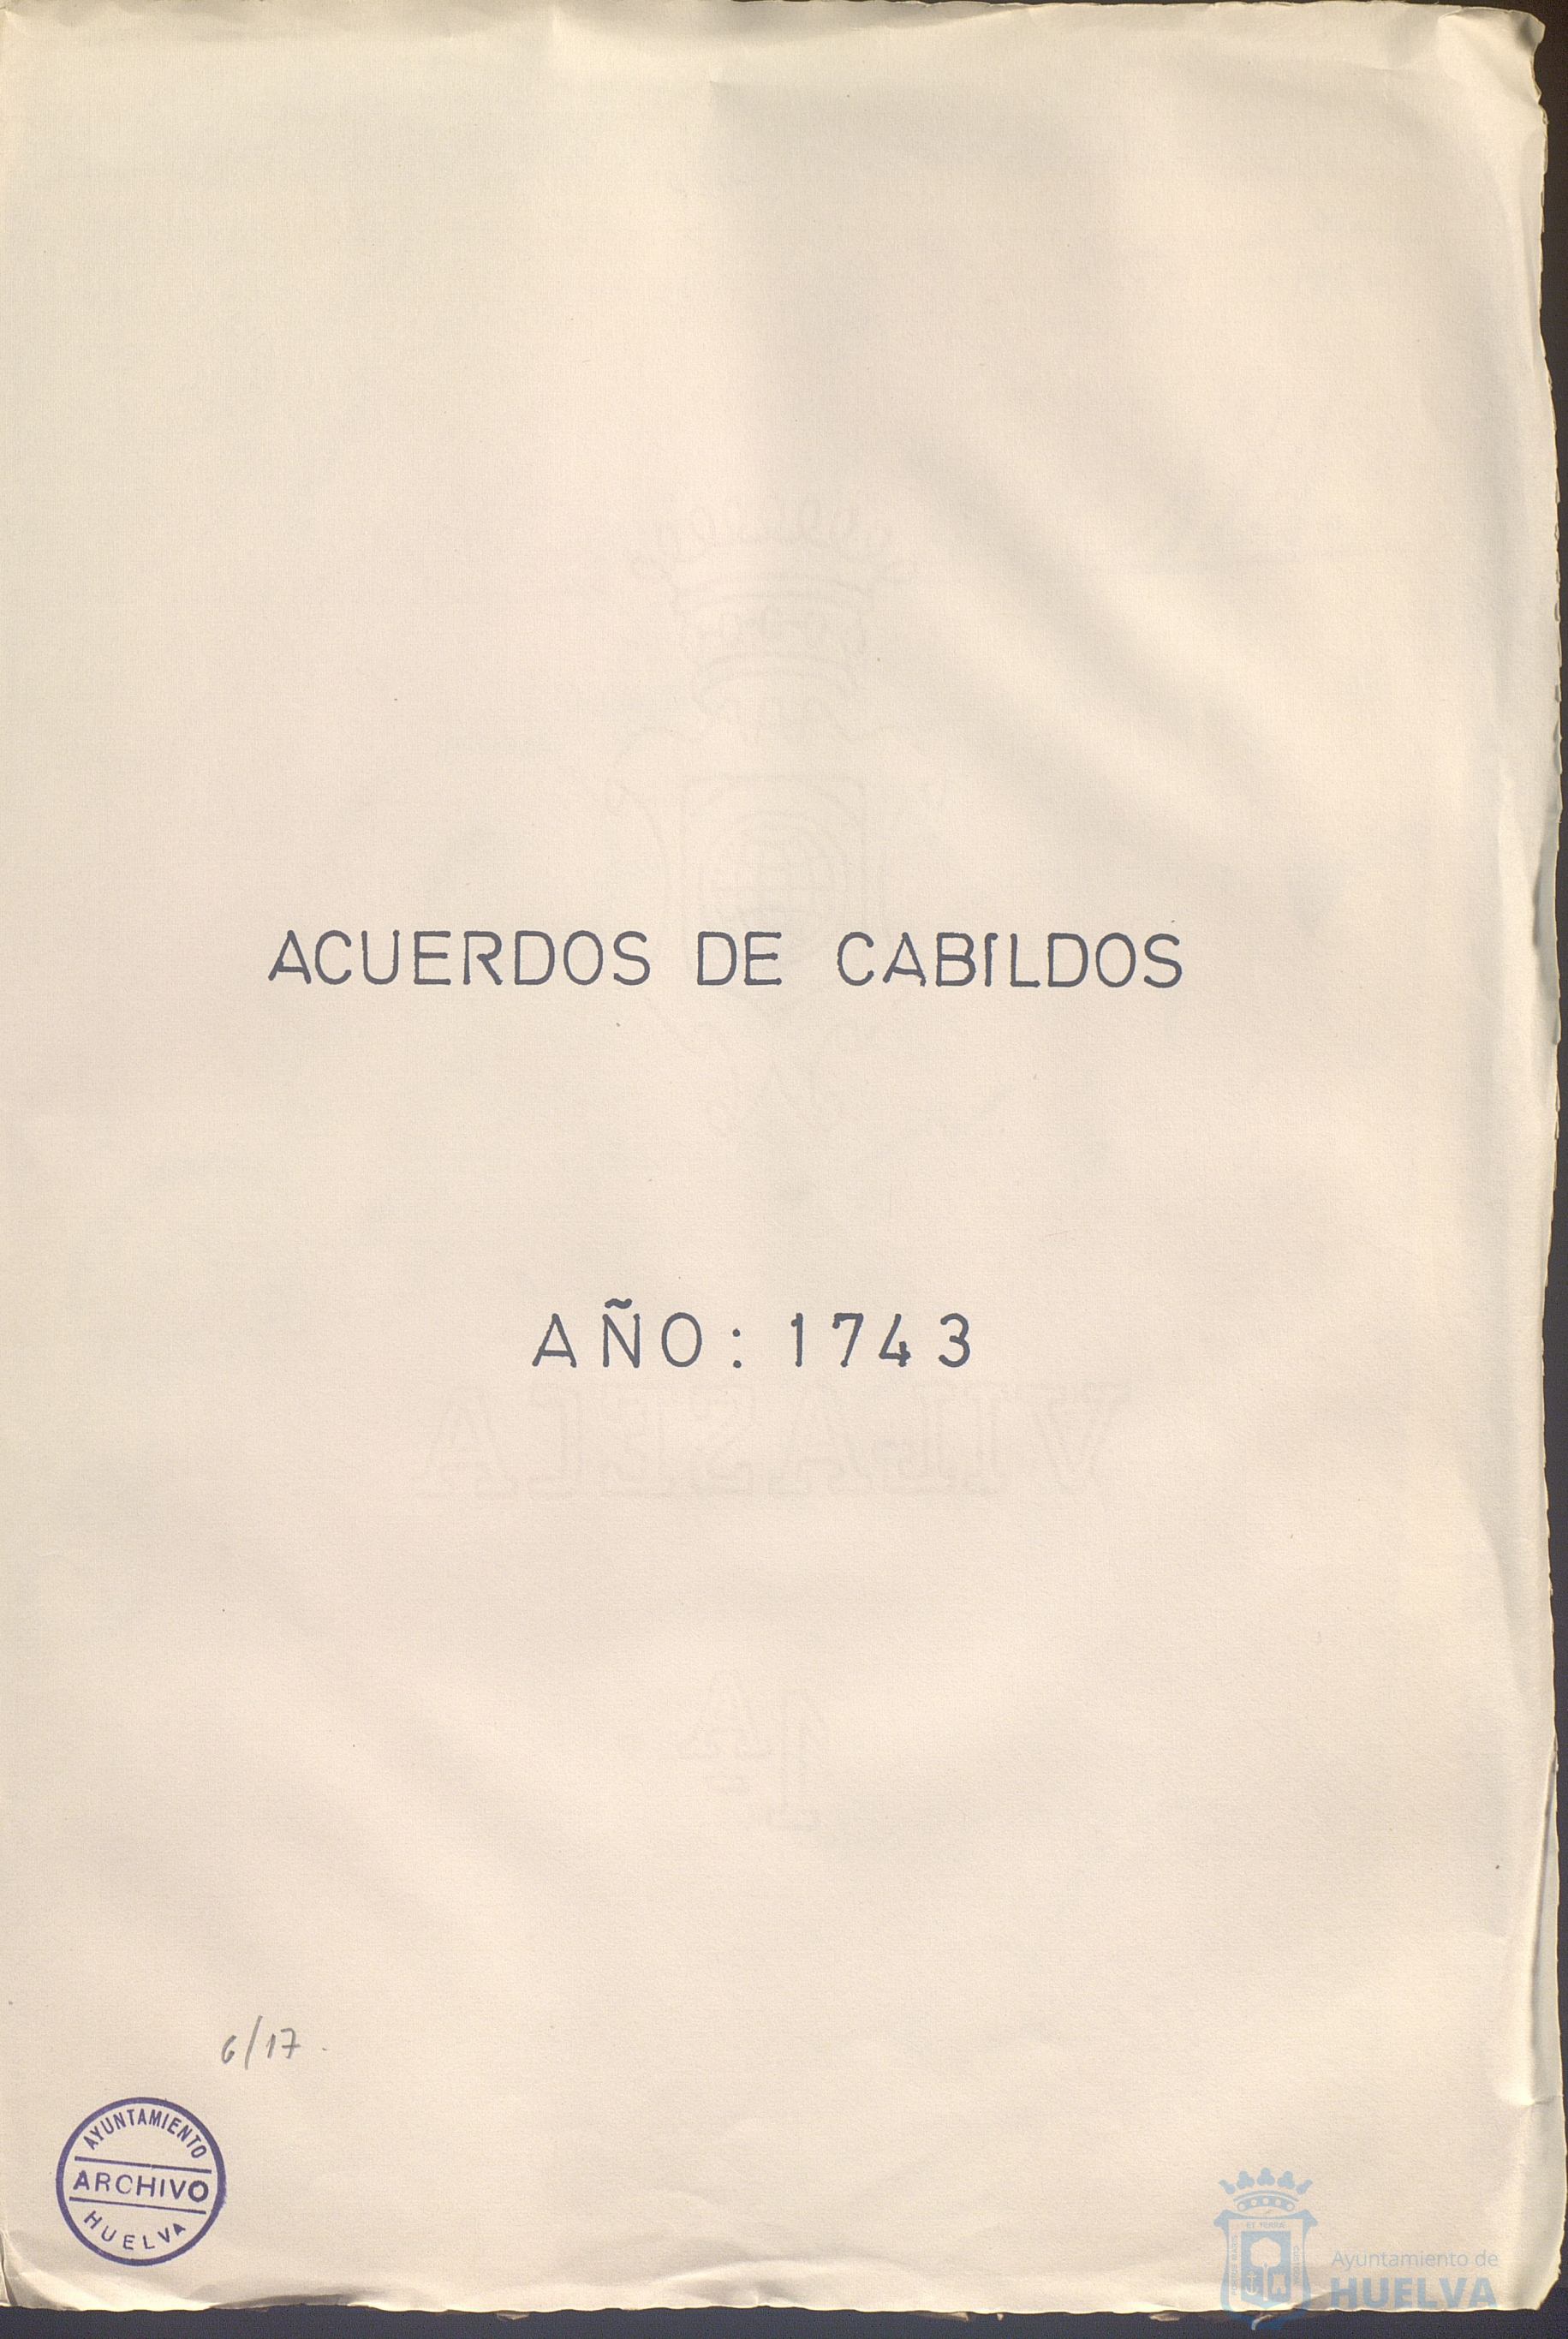 ACUERDOS DE CABILDOS
AÑO: 1743
6/17.
AYUNTAMIENTO
ARCHIVO
HUELVA
Ayuntamiento de
HUELVA